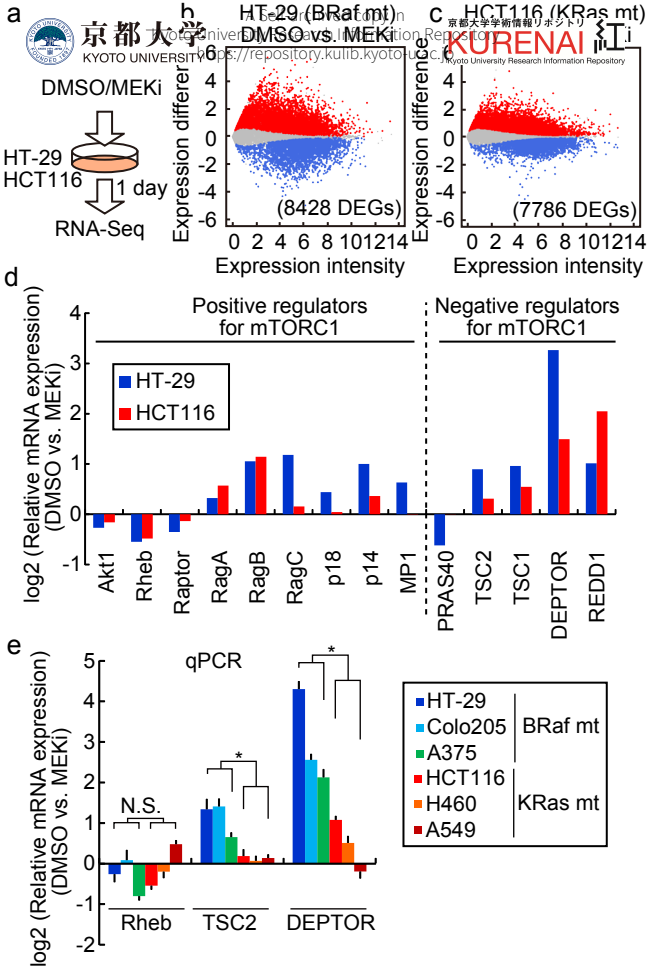 a
京都大学
KYOTO UNIVERSITY
A Self-archived copy in
Kyoto University Research Information Repository
https://repository.kulib.kyoto-u.ac.jp
京都大学学術情報リポジトリ
KURENAI 紅
Kyoto University Research Information Repository
DMSO/MEKi
HT-29
HCT116
1 day
RNA-Seq
b
HT-29 (BRaf mt)
DMSO vs. MEKi
Expression differen
6
4
2
0
-2
-4
-6
(8428 DEGs)
0 2 4 6 8 10 12 14
Expression intensity
c
HCT116 (KRas mt)
Expression difference
6
4
2
0
-2
-4
-6
(7786 DEGs)
0 2 4 6 8 10 12 14
Expression intensity
d
log2 (Relative mRNA expression)
(DMSO vs. MEKi)
4
3
2
1
0
-1
Positive regulators
for mTORC1
Negative regulators
for mTORC1
HT-29
HCT116
Akt1
Rheb
Raptor
RagA
RagB
RagC
p18
p14
MP1
PRAS40
TSC2
TSC1
DEPTOR
REDD1
e
log2 (Relative mRNA expression)
(DMSO vs. MEKi)
5
4
3
2
1
0
-1
-2
qPCR
N.S.
*
*
Rheb
TSC2
DEPTOR
HT-29
Colo205
A375
BRaf mt
HCT116
H460
A549
KRas mt